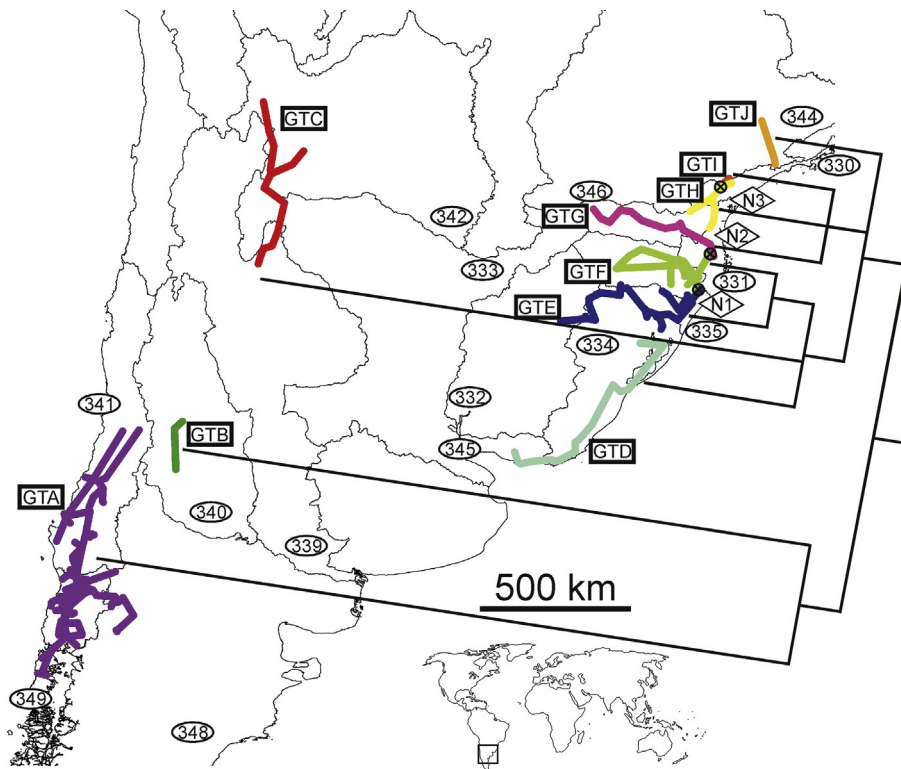 GTJ
344
GTC
GTI
330
GTH
346
N3
GTG
342
N2
333
GTF
331
GTE
N1
335
334
332
341
GTB
345
GTD
GTA
340
339
500 km
349
348